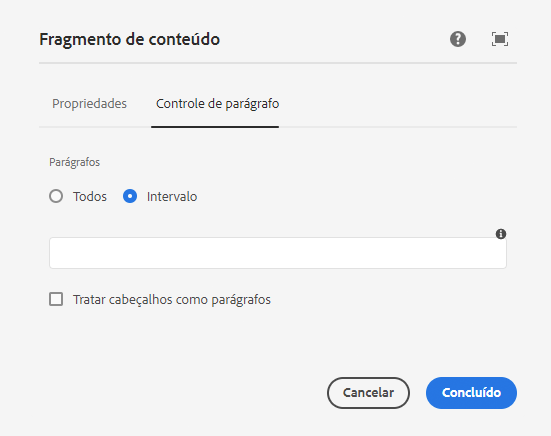 Fragmento de conteúdo
Propriedades Controle de parágrafo
Parágrafos
Todos Intervalo
Tratar cabeçalhos como parágrafos
Cancelar Concluído